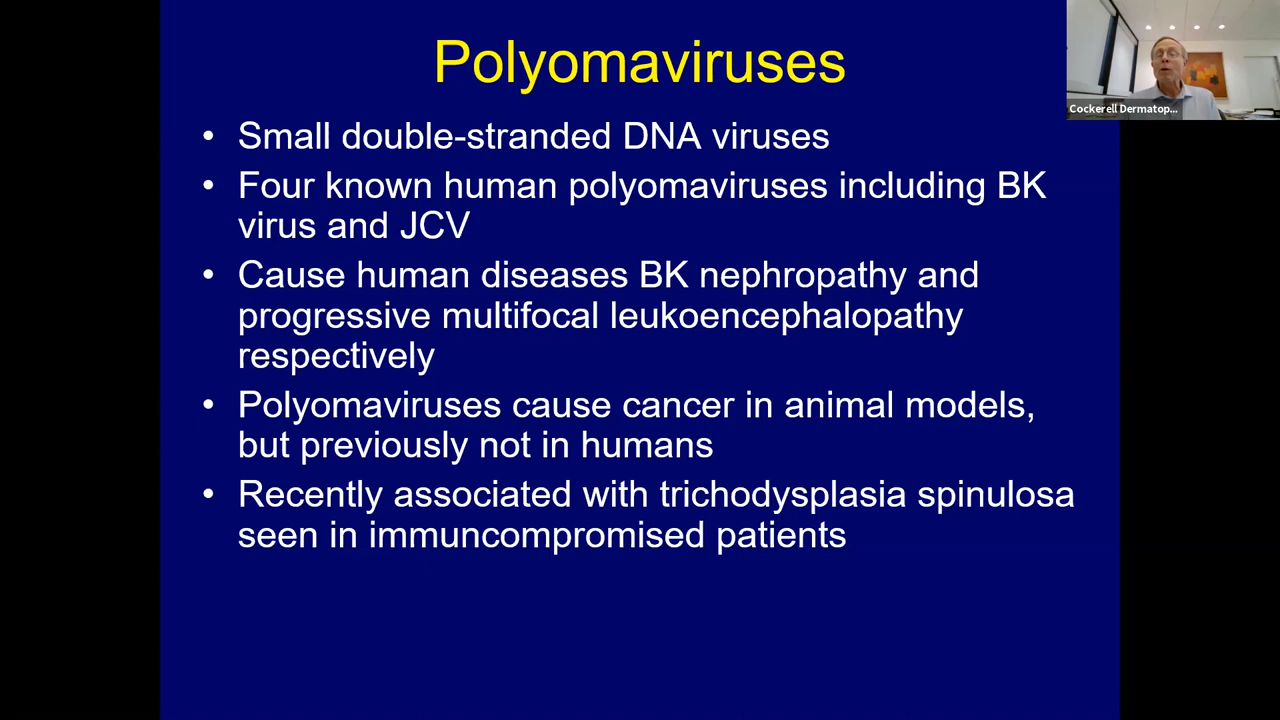 Polyomaviruses
• Small double-stranded DNA viruses
• Four known human polyomaviruses including BK
virus and JCV
• Cause human diseases BK nephropathy and
progressive multifocal leukoencephalopathy
respectively
• Polyomaviruses cause cancer in animal models,
but previously not in humans
• Recently associated with trichodysplasia spinulosa
seen in immuncompromised patients
Cockerell Dermatop...